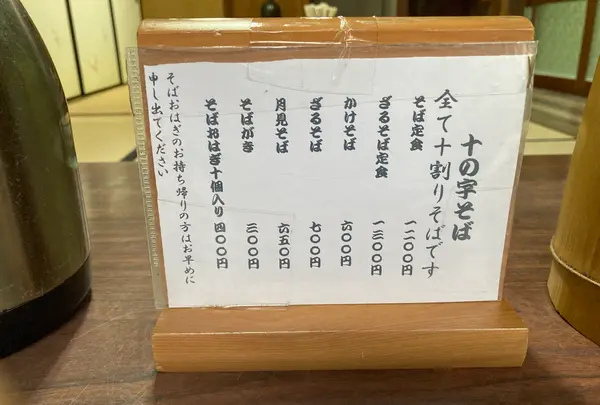 十の字そば
全て十割りそばです
そば定食 一二〇〇円
ざるそば定食 一三〇〇円
かけそば 六〇〇円
ざるそば 七〇〇円
月見そば 六五〇円
そばがき 三〇〇円
そばおはぎ十個入り 四〇〇円
そばおはぎのお持ち帰りの方はお早めに
申し出てください